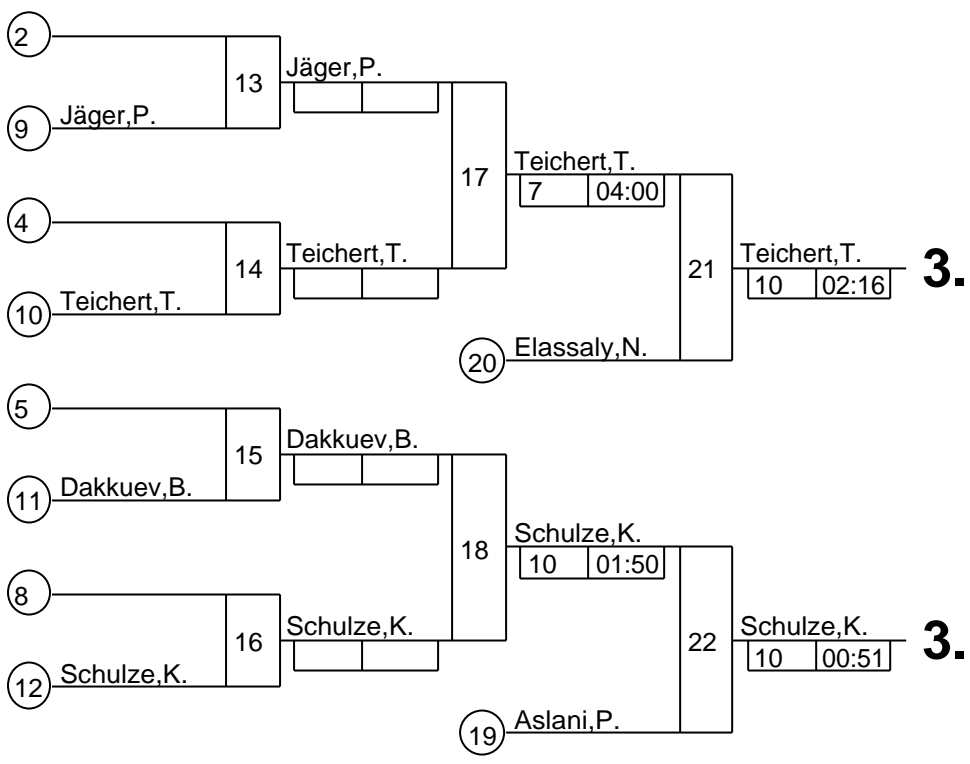 2
13
Jäger,P.
9 Jäger,P.
17
Teichert,T.
7 04:00
4
14
Teichert,T.
10 Teichert,T.
21
Teichert,T.
10 02:16
3.
20 Elassaly,N.
5
15
Dakkuev,B.
11 Dakkuev,B.
18
Schulze,K.
10 01:50
8
16
Schulze,K.
12 Schulze,K.
22
Schulze,K.
10 00:51
3.
19 Aslani,P.